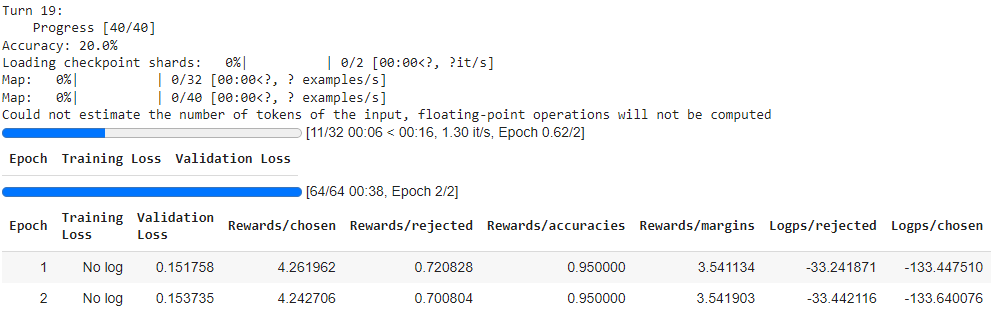 Turn 19:
Progress [40/40]
Accuracy: 20.0%
Loading checkpoint shards:   0%|          | 0/2 [00:00<?, ?it/s]
Map:   0%|          | 0/32 [00:00<?, ? examples/s]
Map:   0%|          | 0/40 [00:00<?, ? examples/s]
Could not estimate the number of tokens of the input, floating-point operations will not be computed
[11/32 00:06 < 00:16, 1.30 it/s, Epoch 0.62/2]
Epoch Training Loss Validation Loss
[64/64 00:38, Epoch 2/2]
Epoch Training Loss Validation Loss Rewards/chosen Rewards/rejected Rewards/accuracies Rewards/margins Logps/rejected Logps/chosen
1 No log 0.151758 4.261962 0.720828 0.950000 3.541134 -33.241871 -133.447510
2 No log 0.153735 4.242706 0.700804 0.950000 3.541903 -33.442116 -133.640076